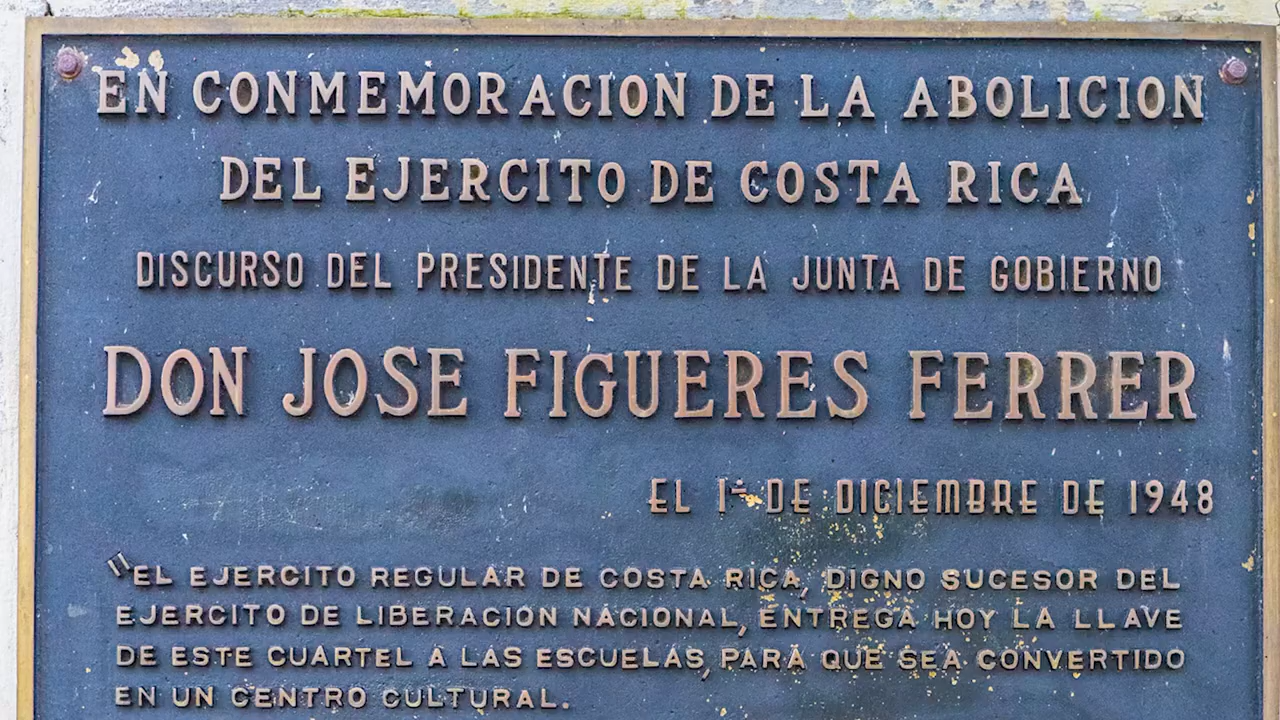 EN CONMEMORACION DE LA ABOLICION
DEL EJERCITO DE COSTA RICA
DISCURSO DEL PRESIDENTE DE LA JUNTA DE GOBIERNO
DON JOSE FIGUERES FERRER
EL 1º DE DICIEMBRE DE 1948
"EL EJERCITO REGULAR DE COSTA RICA, DIGNO SUCESOR DEL
EJERCITO DE LIBERACION NACIONAL, ENTREGA HOY LA LLAVE
DE ESTE CUARTEL A LAS ESCUELAS, PARA QUE SEA CONVERTIDO
EN UN CENTRO CULTURAL.